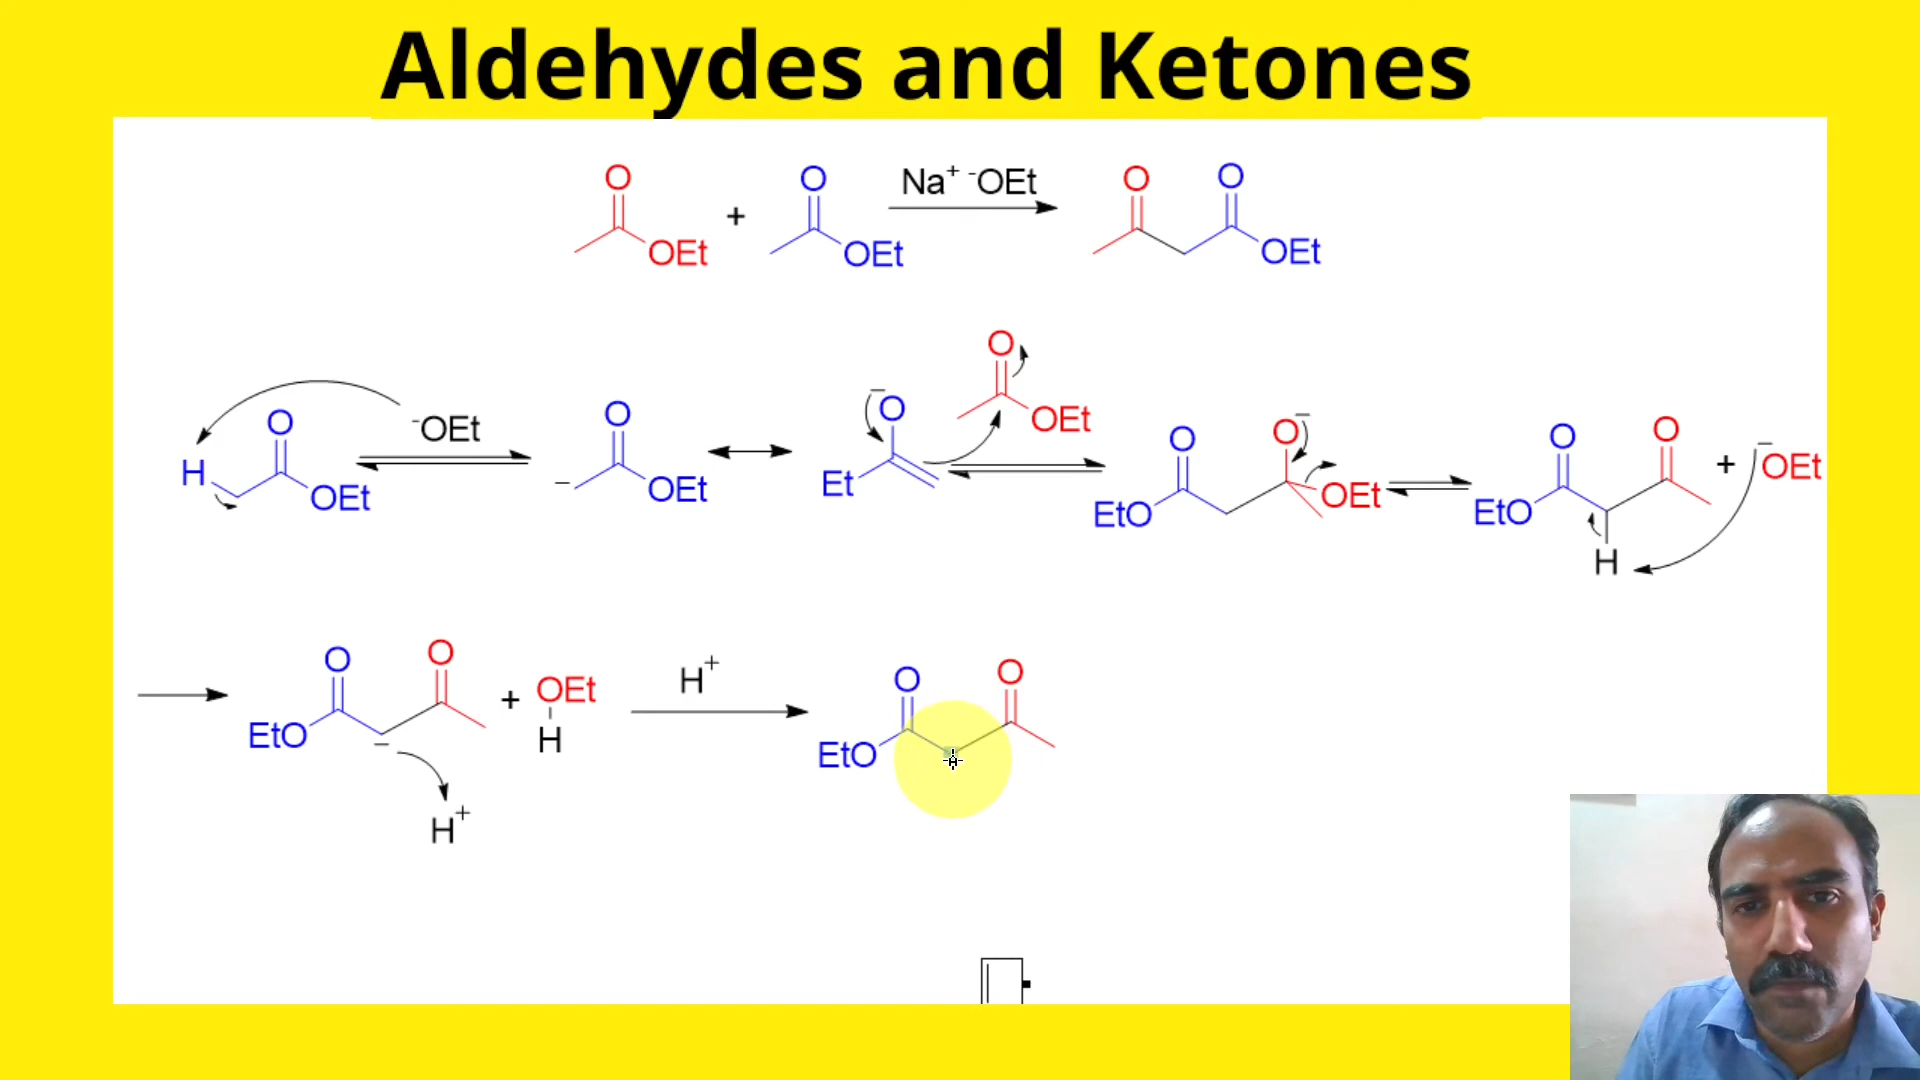 Aldehydes and Ketones
O O Na⁺ ⁻OEt O O
OEt + OEt OEt
O
O ⁻OEt O ⁻O OEt O O⁻ O O + ⁻OEt
H OEt ⁻ OEt Et EtO OEt EtO
H
O O + OEt H⁺ O O
EtO ⁻ H EtO
H⁺